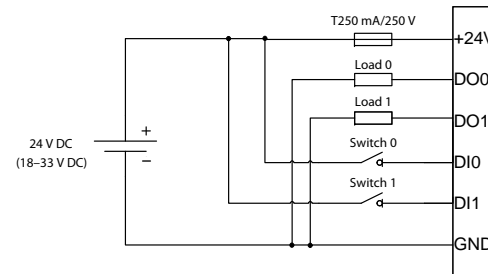 T250 mA/250 V
+24V
Load 0
DO0
Load 1
DO1
24 V DC
(18–33 V DC)
+
−
Switch 0
DI0
Switch 1
DI1
GND